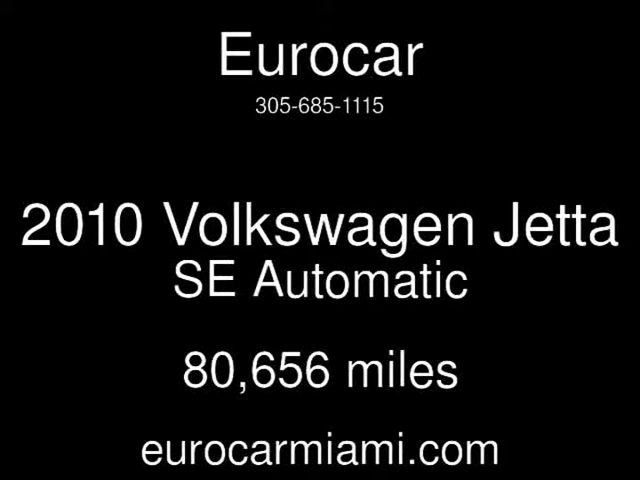 Eurocar
305-685-1115
2010 Volkswagen Jetta
SE Automatic
80,656 miles
eurocarmiami.com